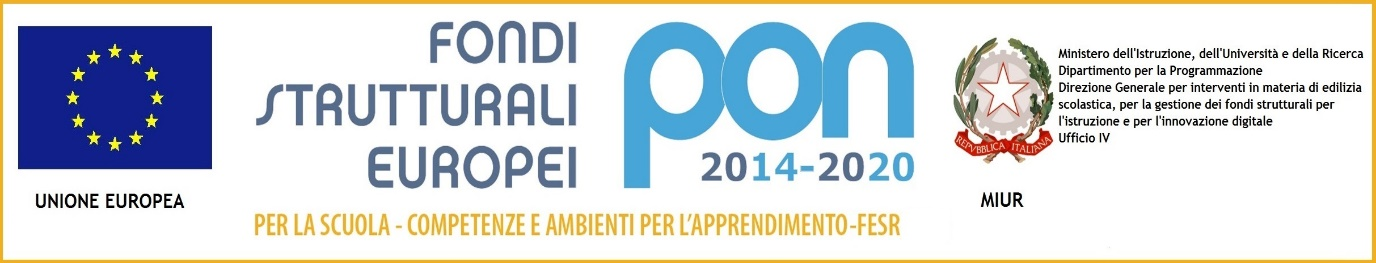 UNIONE EUROPEA
FONDI
STRUTTURALI
EUROPEI
pon
2014-2020
PER LA SCUOLA - COMPETENZE E AMBIENTI PER L'APPRENDIMENTO-FESR
REPVBBLICA ITALIANA
MIUR
Ministero dell'Istruzione, dell'Università e della Ricerca
Dipartimento per la Programmazione
Direzione Generale per interventi in materia di edilizia
scolastica, per la gestione dei fondi strutturali per
l'istruzione e per l'innovazione digitale
Ufficio IV